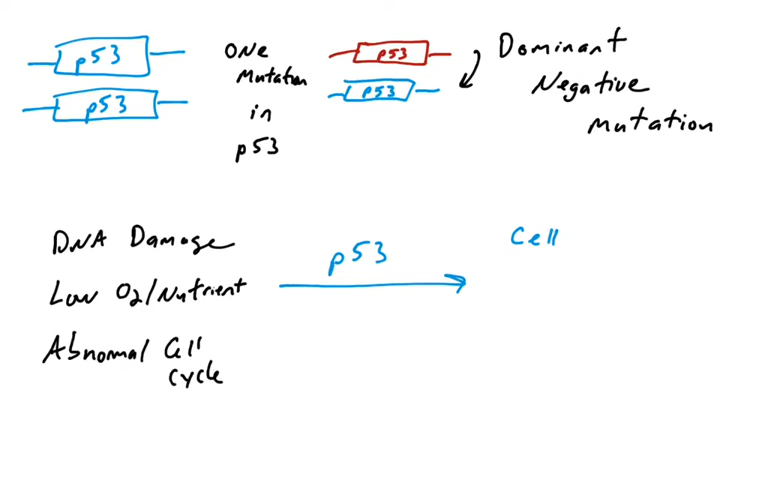 p53
p53
ONe
Mutation
in
p53
p53
p53
Dominant
Negative
Mutation
DNA Damage
Low O2/Nutrient
Abnormal Cell
cycle
p53
Cell